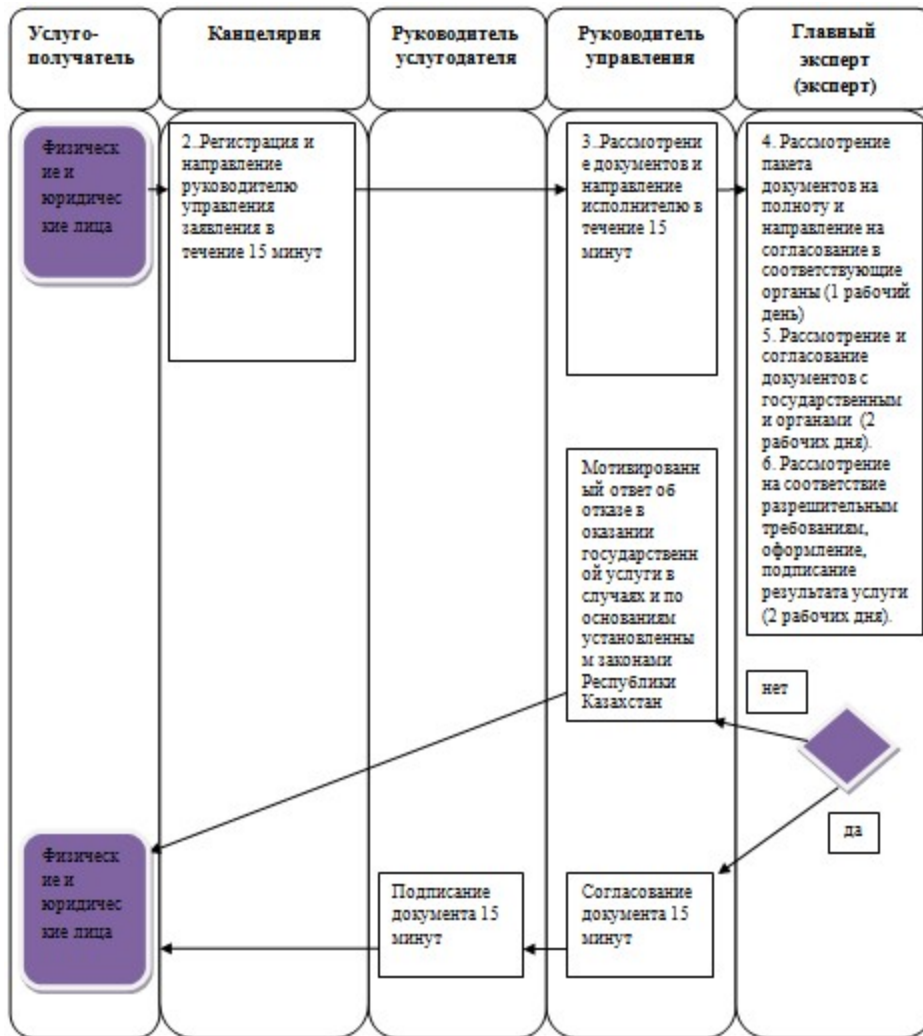 Услуго-
получатель
Канцелярия
Руководитель
услугодателя
Руководитель
управления
Главный
эксперт
(эксперт)
Физическ
ие и
юридичес
кие лица
2..Регистрация и
направление
руководителю
управления
заявления в
течение 15 минут
3..Рассмотрени
е документов и
направление
исполнителю в
течение 15
минут
4. Рассмотрение
пакета
документов на
полноту и
направление на
согласование в
соответствующие
органы (1 рабочий
день)
5. Рассмотрение и
согласование
документов с
государственным
и органами (2
рабочих дня).
6. Рассмотрение
на соответствие
разрешительным
требованиям,
оформление,
подписание
результата услуги
(2 рабочих дня).
Мотивированн
ый ответ об
отказе в
оказании
государственн
ой услуги в
случаях и по
основаниям
установленны
м законами
Республики
Казахстан
нет
да
Физическ
ие и
юридичес
кие лица
Подписание
документа 15
минут
Согласование
документа 15
минут